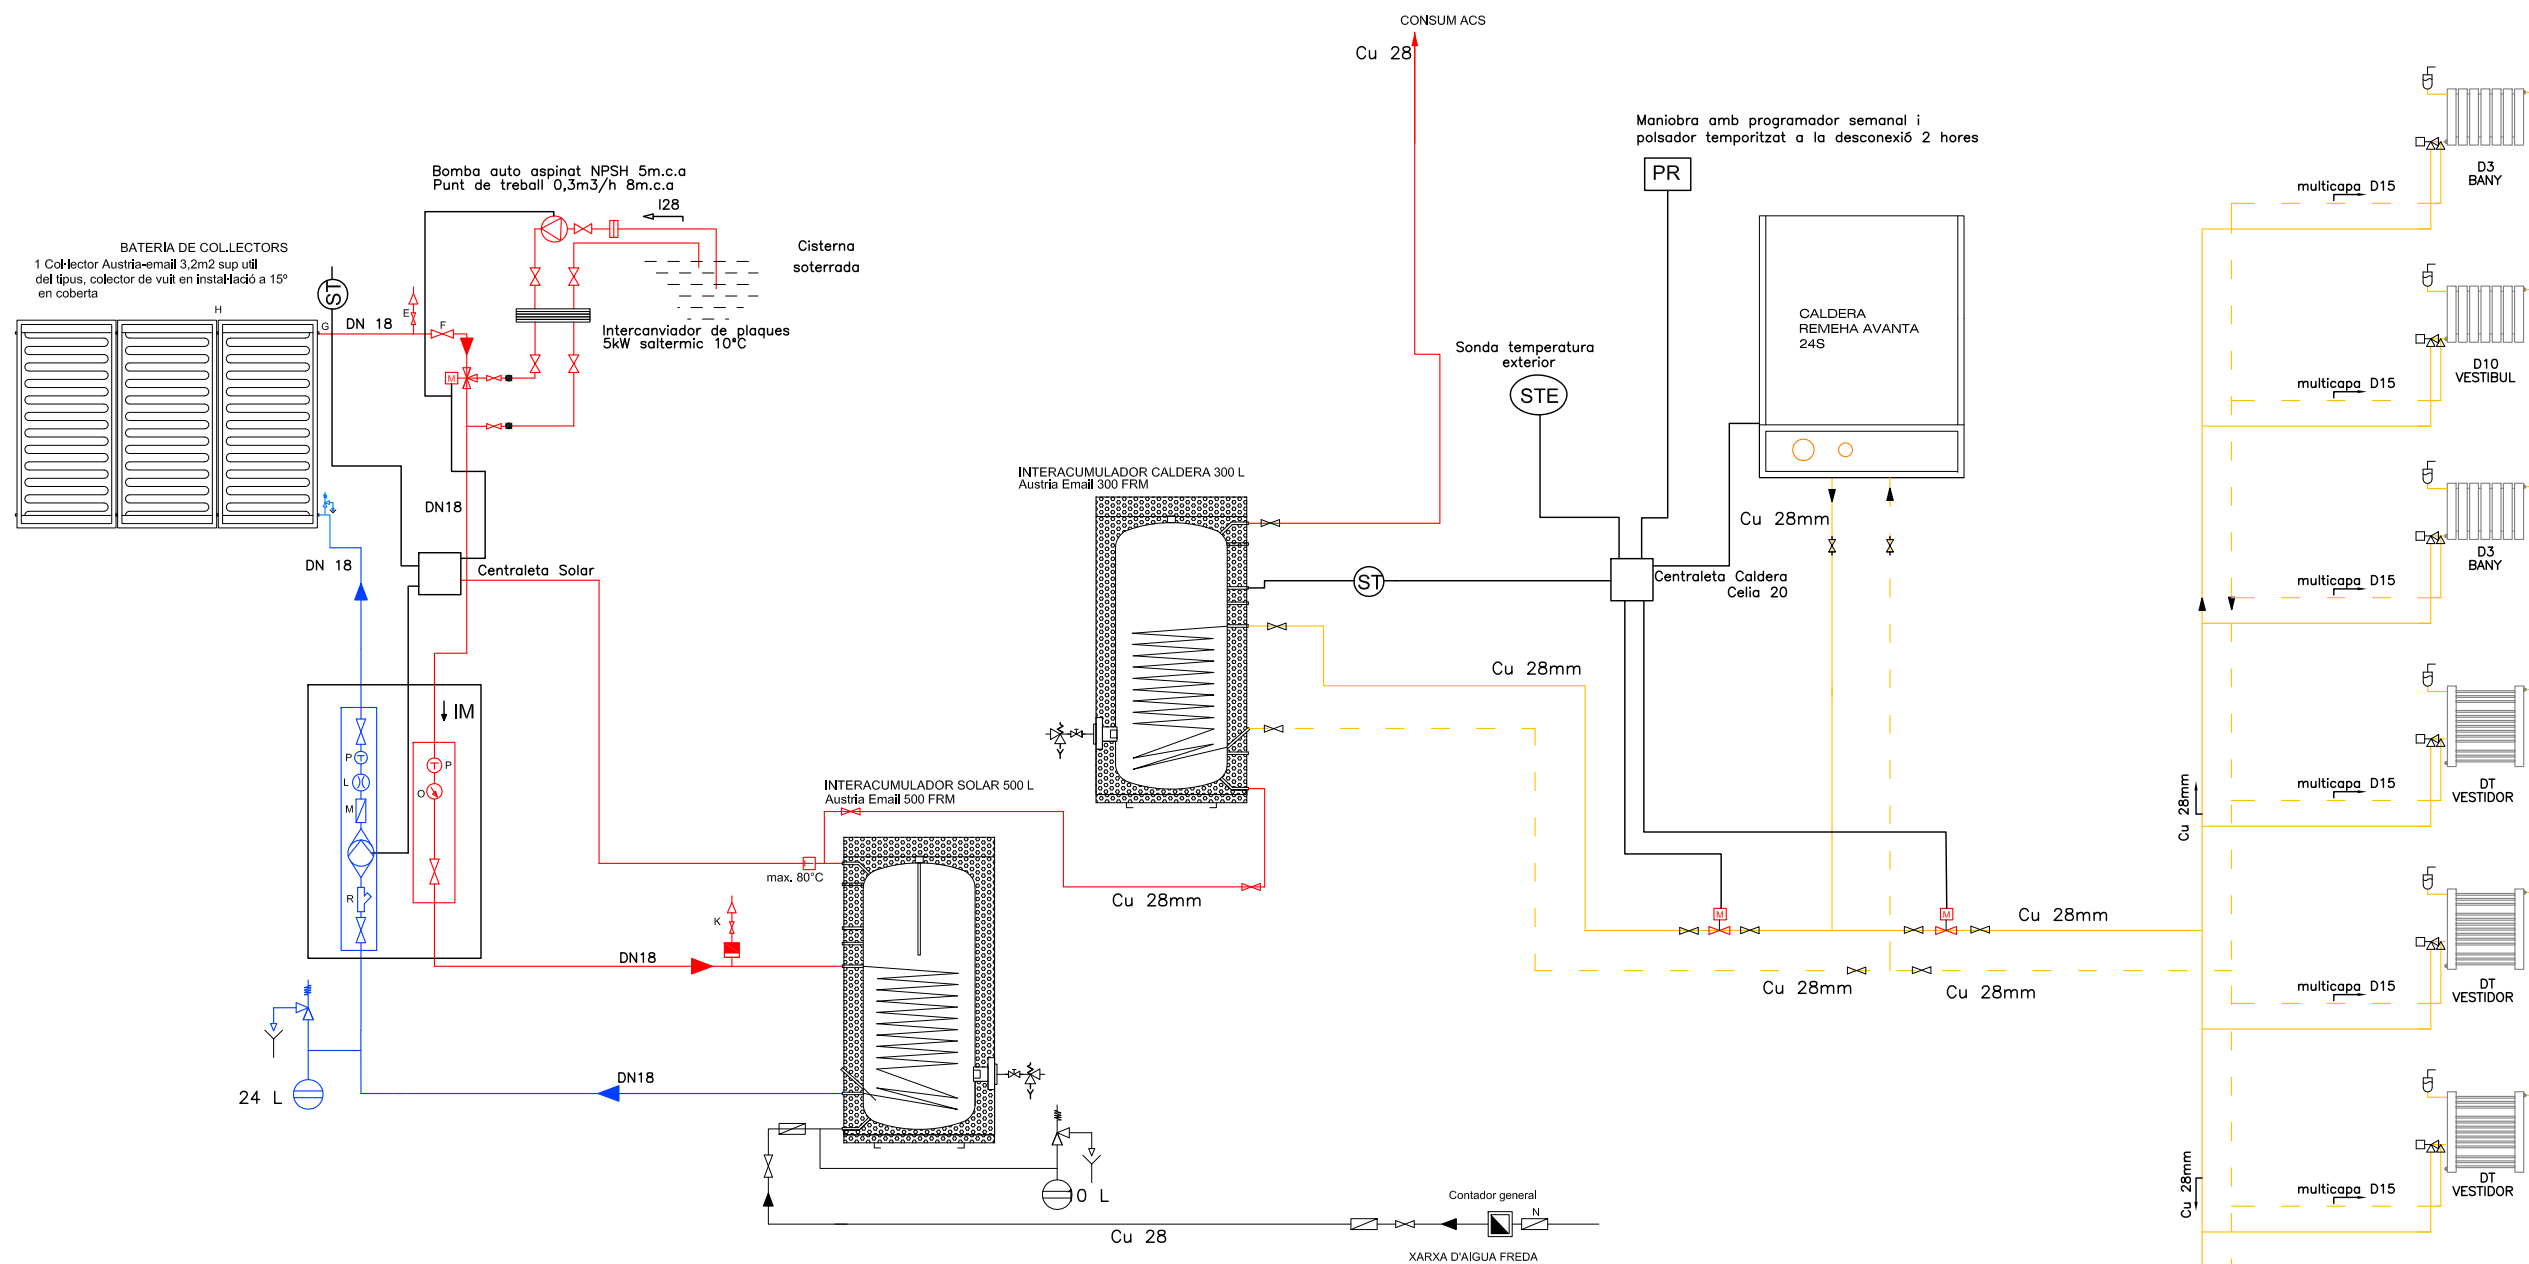 CONSUM ACS
Cu 28
Maniobra amb programador semanal i
polsador temporitzat a la desconexió 2 hores
PR
Bomba auto aspinat NPSH 5m.c.a
Punt de treball 0,3m3/h 8m.c.a
I28
Cisterna
soterrada
BATERIA DE COL.LECTORS
1 Col·lector Austria-email 3,2m2 sup util
del tipus, colector de vuit en instal·lació a 15º
en coberta
H
ST
G
DN 18
E
F
M
Intercanviador de plaques
5kW saltermic 10°C
CALDERA
REMEHA AVANTA
24S
Sonda temperatura
exterior
STE
INTERACUMULADOR CALDERA 300 L
Austria Email 300 FRM
DN18
Cu 28mm
DN 18
Centraleta Solar
ST
Centraleta Caldera
Celia 20
Cu 28mm
IM
P
L
M
R
P
O
INTERACUMULADOR SOLAR 500 L
Austria Email 500 FRM
max. 80°C
Cu 28mm
K
DN18
M
M
Cu 28mm
Cu 28mm
Cu 28mm
24 L
DN18
10 L
Contador general
N
Cu 28
XARXA D'AIGUA FREDA
D3
BANY
multicapa D15
D10
VESTIBUL
multicapa D15
D3
BANY
multicapa D15
Cu 28mm
DT
VESTIDOR
multicapa D15
DT
VESTIDOR
multicapa D15
Cu 28mm
DT
VESTIDOR
multicapa D15